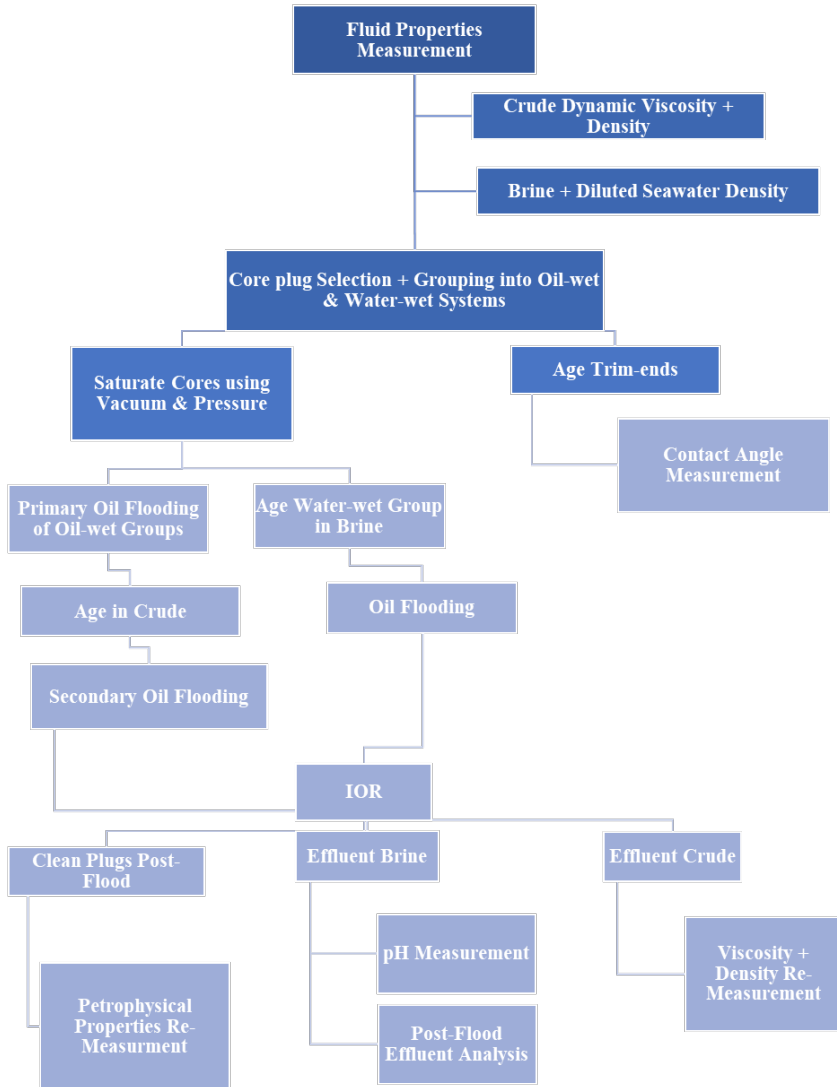 Fluid Properties
Measurement
Crude Dynamic Viscosity +
Density
Brine + Diluted Seawater Density
Core plug Selection + Grouping into Oil-wet
& Water-wet Systems
Saturate Cores using
Vacuum & Pressure
Age Trim-ends
Contact Angle
Measurement
Primary Oil Flooding
of Oil-wet Groups
Age Water-wet Group
in Brine
Age in Crude
Oil Flooding
Secondary Oil Flooding
IOR
Clean Plugs Post-
Flood
Effluent Brine
Effluent Crude
pH Measurement
Viscosity +
Density Re-
Measurement
Petrophysical
Properties Re-
Measurment
Post-Flood
Effluent Analysis